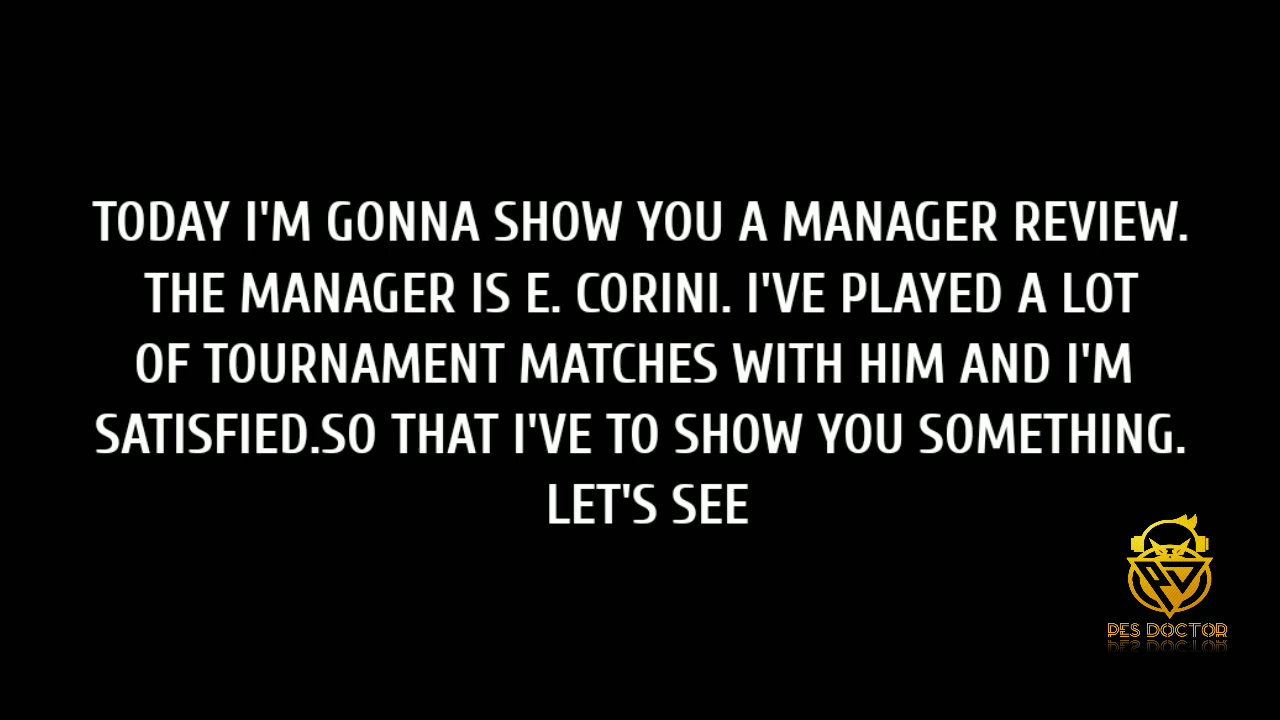 TODAY I'M GONNA SHOW YOU A MANAGER REVIEW.
THE MANAGER IS E. CORINI. I'VE PLAYED A LOT
OF TOURNAMENT MATCHES WITH HIM AND I'M
SATISFIED.SO THAT I'VE TO SHOW YOU SOMETHING.
LET'S SEE
PES DOCTOR